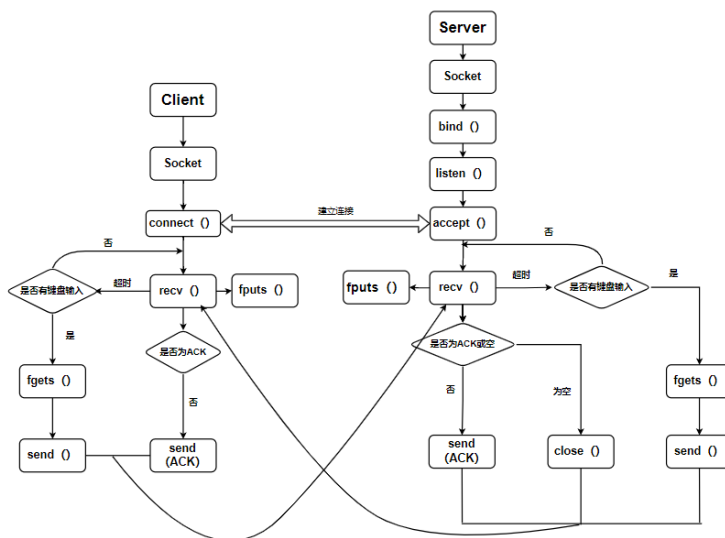 Server
Socket
Client
bind（）
Socket
listen（）
connect（）
建立连接
accept（）
否
否
是否有键盘输入
超时
recv（）
fputs（）
fputs（）
recv（）
超时
是否有键盘输入
是
是
是否为ACK
是否为ACK或空
fgets（）
否
否
为空
fgets（）
send（）
send
(ACK)
send
(ACK)
close（）
send（）